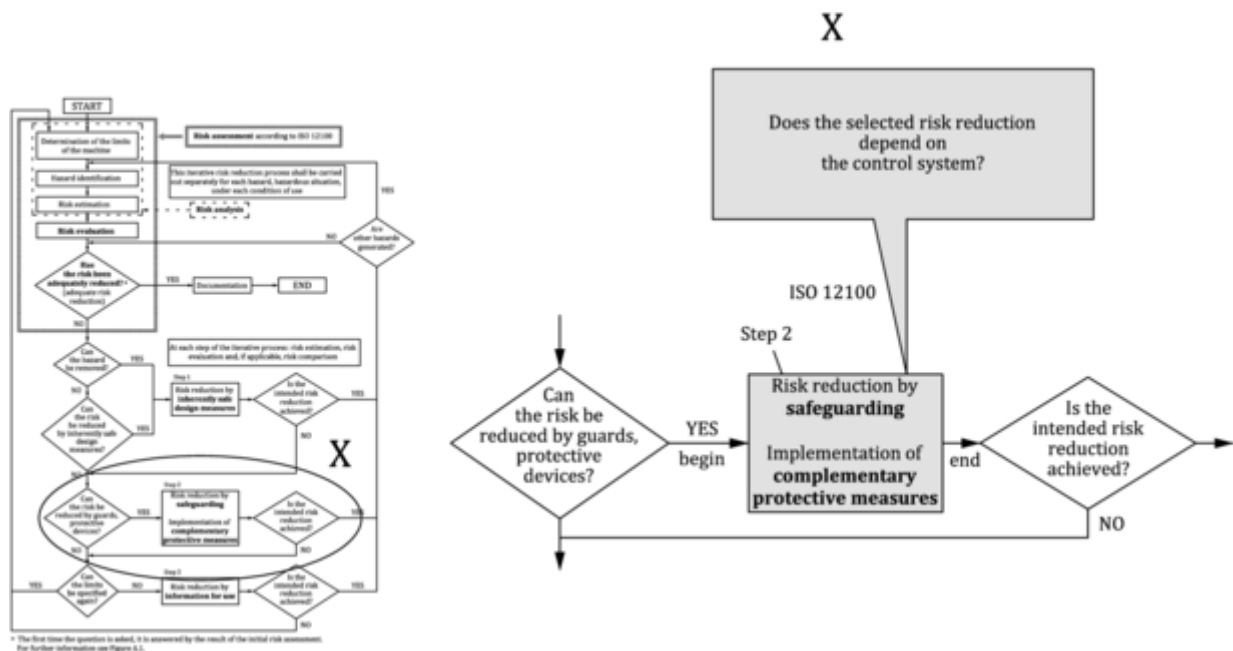 START
Determination of the limits
of the machine
Risk assessment according to ISO 12100
Hazard identification
This iterative risk reduction process shall be carried
out separately for each hazard, hazardous situation,
under each condition of use
YES
Risk estimation
Risk analysis
Risk evaluation
NO
Are
other hazards
generated?
Has
the risk been
adequately reduced? a
(adequate risk
reduction)
YES
Documentation
END
NO
Can
the hazard
be removed?
YES
At each step of the iterative process: risk estimation, risk
evaluation and, if applicable, risk comparison
Step 1
Risk reduction by
inherently safe
design measures
Is the
intended risk
reduction
achieved?
YES
NO
Can
the risk
be reduced
by inherently safe
design
measures?
YES
NO
NO
X
Can
the risk be
reduced by guards,
protective
devices?
YES
Step 2
Risk reduction by
safeguarding
Implementation of
complementary
protective measures
Is the
intended risk
reduction
achieved?
YES
NO
NO
Can
the limits
be specified
again?
YES
NO
Step 3
Risk reduction by
information for use
Is the
intended risk
reduction
achieved?
YES
NO
a The first time the question is asked, it is answered by the result of the initial risk assessment.
For further information see Figure A.1.
X
Does the selected risk reduction
depend on
the control system?
ISO 12100
Step 2
Can
the risk be
reduced by guards,
protective
devices?
YES
begin
Risk reduction by
safeguarding
Implementation of
complementary
protective measures
end
Is the
intended risk
reduction
achieved?
NO